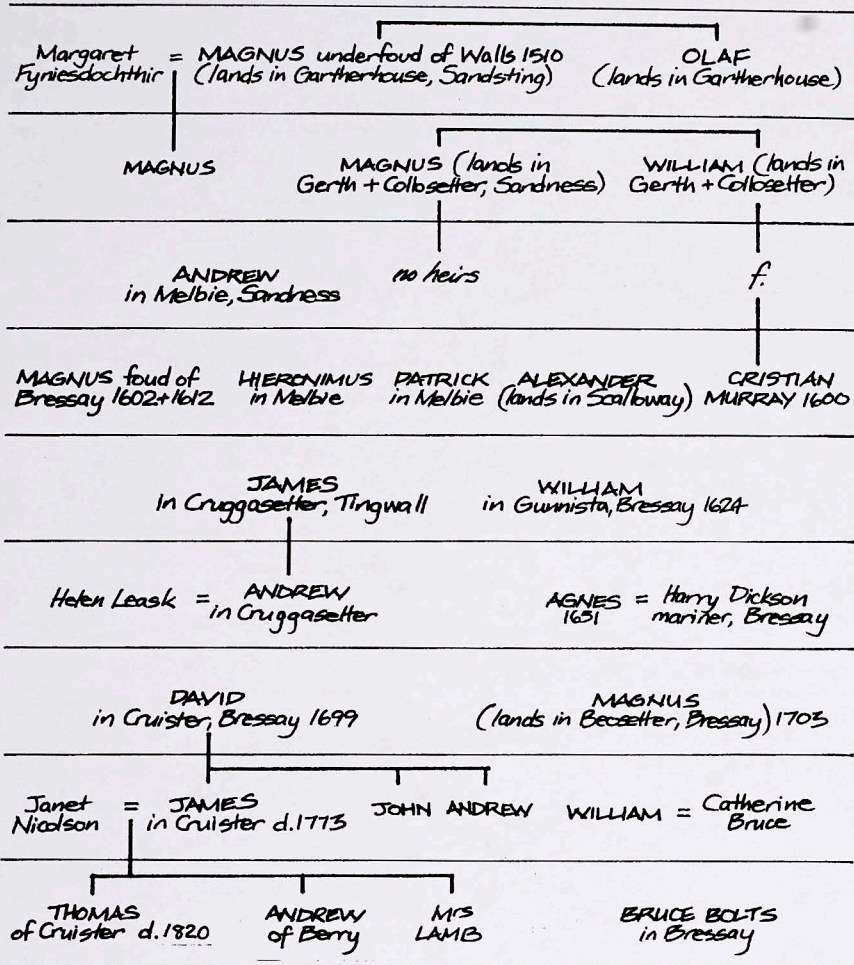 Margaret = MAGNUS underfoud of Walls 1510 OLAF
Fyniesdochthir (lands in Gartherhouse, Sandsting) (lands in Gartherhouse)
MAGNUS MAGNUS (lands in WILLIAM (lands in
Gerth + Collosetter, Sandness) Gerth + Collosetter)
ANDREW no heirs f.
in Melbie, Sandness
MAGNUS foud of HIERONIMUS PATRICK ALEXANDER CRISTIAN
Bressay 1602+1612 in Melbie in Melbie (lands in Scalloway) MURRAY 1600
JAMES WILLIAM
In Cruggasetter, Tingwall in Gunnista, Bressay 1624
Helen Leask = ANDREW AGNES = Harry Dickson
in Cruggasetter 1651 mariner, Bressay
DAVID MAGNUS
in Cruister, Bressay 1699 (lands in Beosetter, Bressay) 1703
Janet = JAMES JOHN ANDREW WILLIAM = Catherine
Nicolson in Cruister d.1773 Bruce
THOMAS ANDREW Mrs BRUCE BOLTS
of Cruister d.1820 of Berry LAMB in Bressay